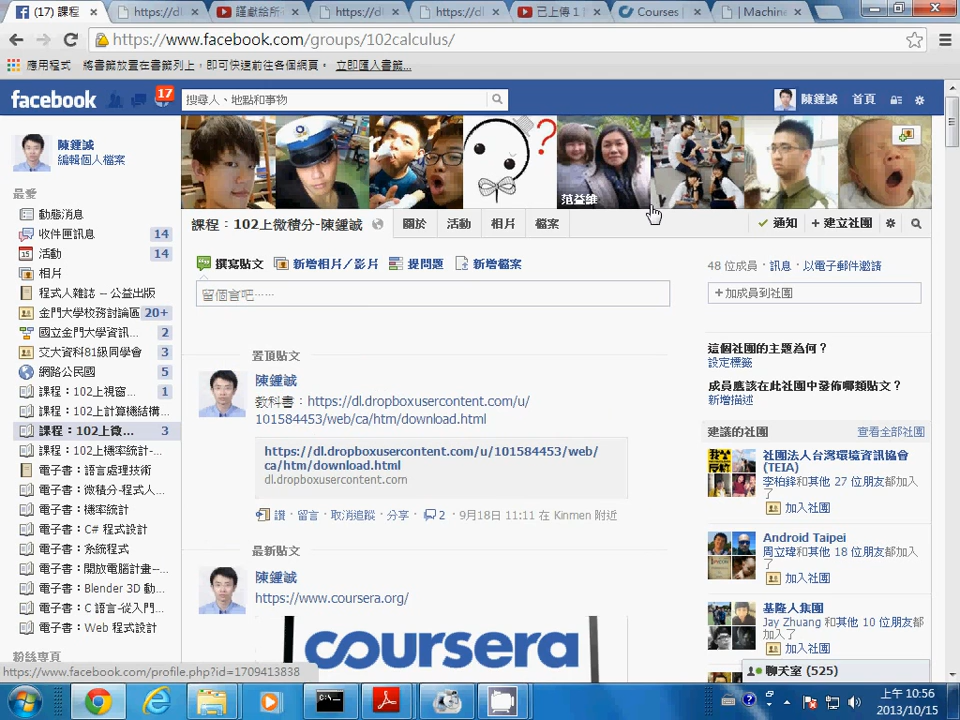 (17) 課程
https://dl
謹獻給所
https://dl
https://dl
已上傳 1
Courses
| Machin
https://www.facebook.com/groups/102calculus/
應用程式 將書籤放置在書籤列上，即可快速前往各個網頁。 立即匯入書籤...
facebook
17
搜尋人、地點和事物
陳鍾誠 首頁
陳鍾誠
編輯個人檔案
最愛
動態消息
收件匣訊息 14
活動 14
相片
程式人雜誌 -- 公益出版
金門大學校務討論區 20+
國立金門大學資訊... 2
交大資科81級同學會 3
網路公民國 5
課程：102上視窗... 1
課程：102上計算機結構...
課程：102上微... 3
課程：102上機率統計-...
電子書：語言處理技術
電子書：微積分-程式人...
電子書：機率統計
電子書：C# 程式設計
電子書：系統程式
電子書：開放電腦計畫--...
電子書：Blender 3D 動...
電子書：C 語言-從入門...
電子書：Web 程式設計
粉絲專頁
?
范益維
課程：102上微積分-陳鍾誠
關於 活動 相片 檔案
通知 +建立社團
撰寫貼文 新增相片／影片 提問題 新增檔案
留個言吧……
置頂貼文
陳鍾誠
教科書：https://dl.dropboxusercontent.com/u/
101584453/web/ca/htm/download.html
https://dl.dropboxusercontent.com/u/101584453/web/
ca/htm/download.html
dl.dropboxusercontent.com
讚 · 留言 · 取消追蹤 · 分享 · 2 · 9月18日 11:11 在 Kinmen 附近
最新貼文
陳鍾誠
https://www.coursera.org/
coursera
48 位成員 · 訊息 · 以電子郵件邀請
+加成員到社團
這個社團的主題為何？
設定標籤
成員應該在此社團中發佈哪類貼文？
新增描述
建議的社團 查看全部社團
社團法人台灣環境資訊協會
(TEIA)
李柏鋒和其他 27 位朋友都加入
了
加入社團
Android Taipei
周立瑋和其他 18 位朋友都加入
了
加入社團
基隆人集團
Jay Zhuang 和其他 10 位朋友都
加入了
加入社團
聊天室 (525)
https://www.facebook.com/profile.php?id=1709413838
上午 10:56
2013/10/15